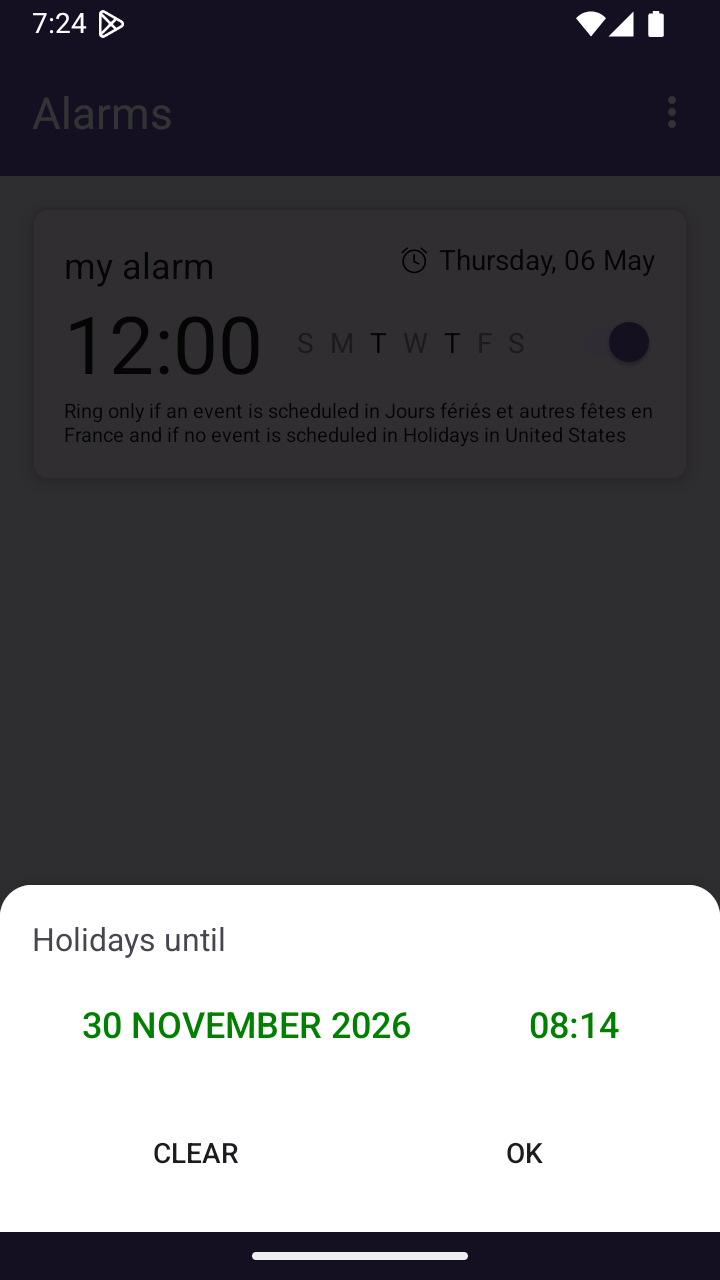 7:24
Alarms
my alarm
Thursday, 06 May
12:00
S M T W T F S
Ring only if an event is scheduled in Jours fériés et autres fêtes en
France and if no event is scheduled in Holidays in United States
Holidays until
30 NOVEMBER 2026
08:14
CLEAR
OK